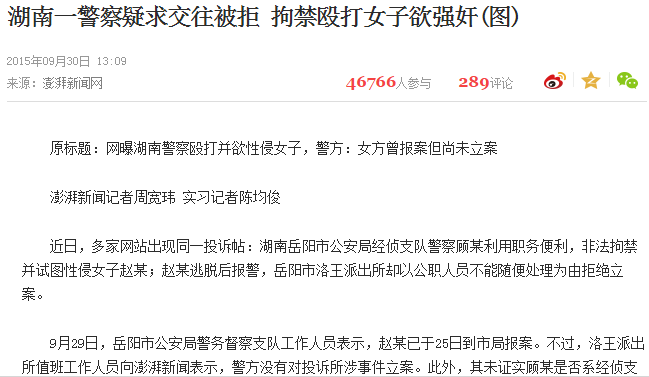 湖南一警察疑求交往被拒 拘禁殴打女子欲强奸(图)
2015年09月30日 13:09
来源：澎湃新闻网
46766人参与 289评论
原标题：网曝湖南警察殴打并欲性侵女子，警方：女方曾报案但尚未立案
澎湃新闻记者周宽玮 实习记者陈均俊
近日，多家网站出现同一投诉帖：湖南岳阳市公安局经侦支队警察顾某利用职务便利，非法拘禁
并试图性侵女子赵某；赵某逃脱后报警，岳阳市洛王派出所却以公职人员不能随便处理为由拒绝立
案。
9月29日，岳阳市公安局警务督察支队工作人员表示，赵某已于25日到市局报案。不过，洛王派出
所值班工作人员向澎湃新闻表示，警方没有对投诉所涉事件立案。此外，其未证实顾某是否系经侦支